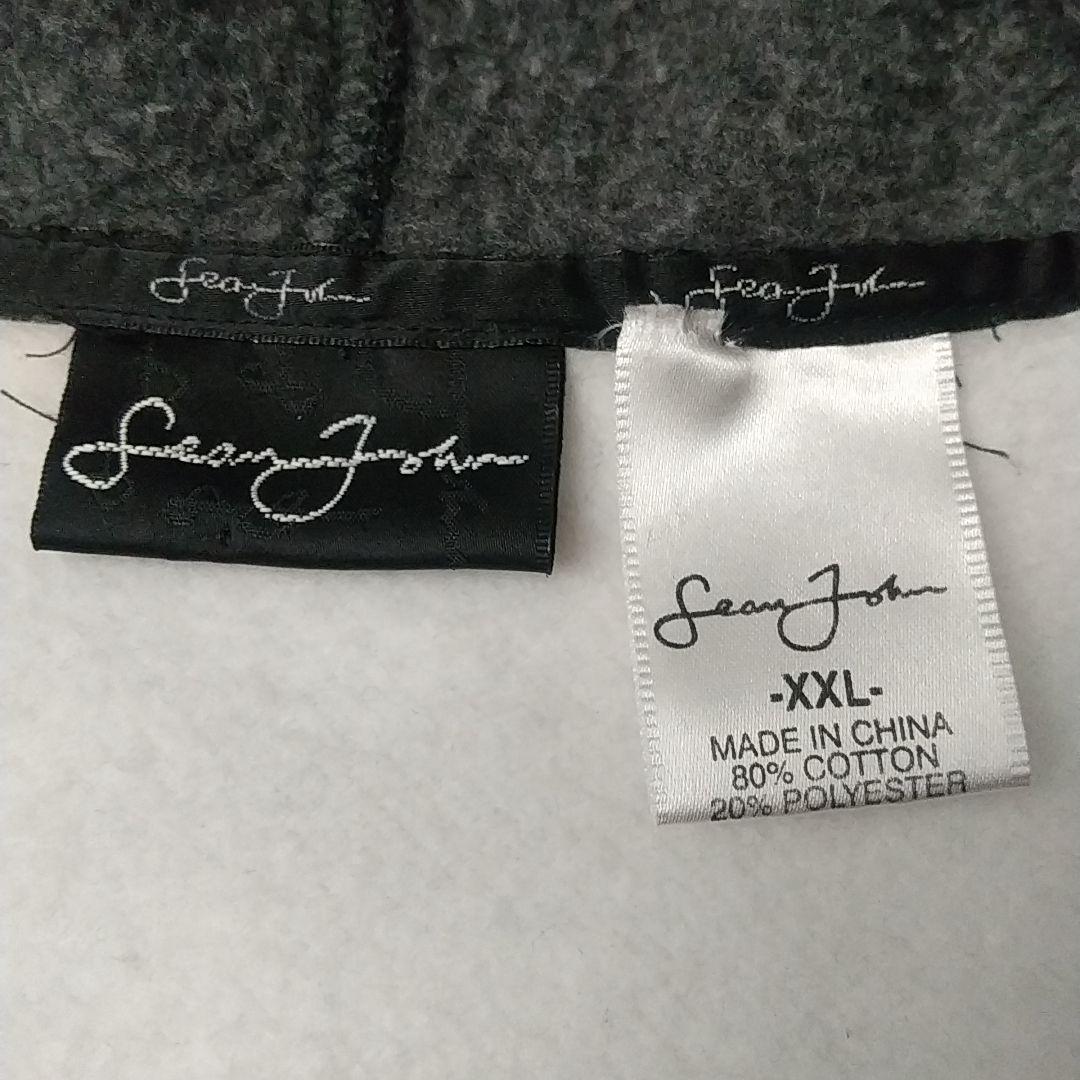 Sean John
Sean John
Sean John
Sean John
-XXL-
MADE IN CHINA
80% COTTON
20% POLYESTER